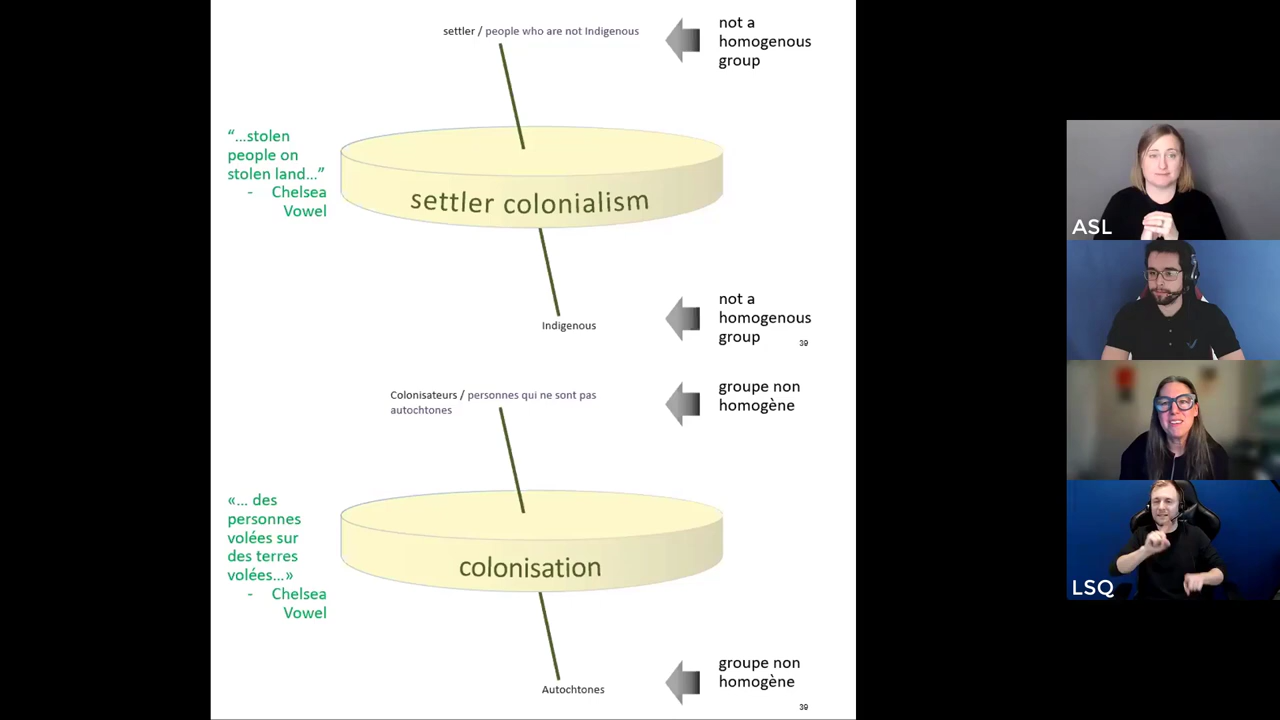 settler / people who are not Indigenous
not a
homogenous
group
“...stolen
people on
stolen land...”
- Chelsea
Vowel
settler colonialism
Indigenous
not a
homogenous
group
39
Colonisateurs / personnes qui ne sont pas
autochtones
groupe non
homogène
«... des
personnes
volées sur
des terres
volées...»
- Chelsea
Vowel
colonisation
Autochtones
groupe non
homogène
39
ASL
LSQ